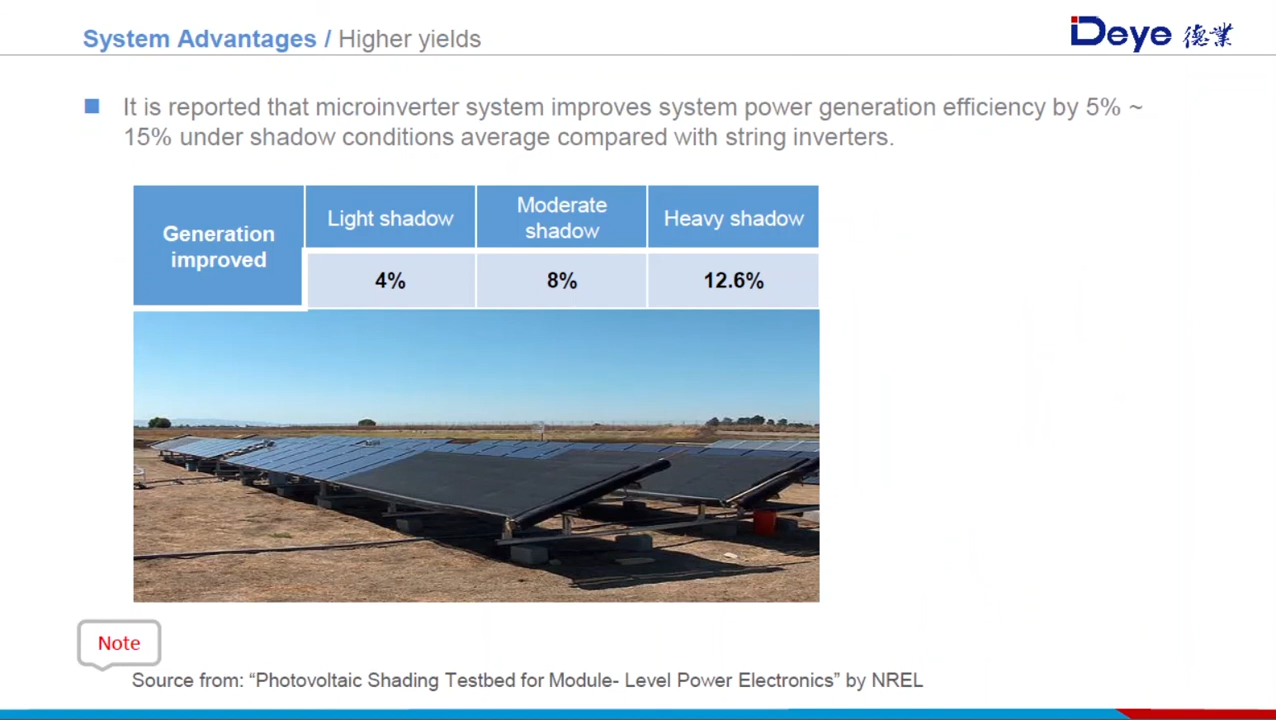 System Advantages / Higher yields
Deye 德業
It is reported that microinverter system improves system power generation efficiency by 5% ~
15% under shadow conditions average compared with string inverters.
Generation
improved
Light shadow
Moderate
shadow
Heavy shadow
4%
8%
12.6%
Note
Source from: “Photovoltaic Shading Testbed for Module- Level Power Electronics” by NREL